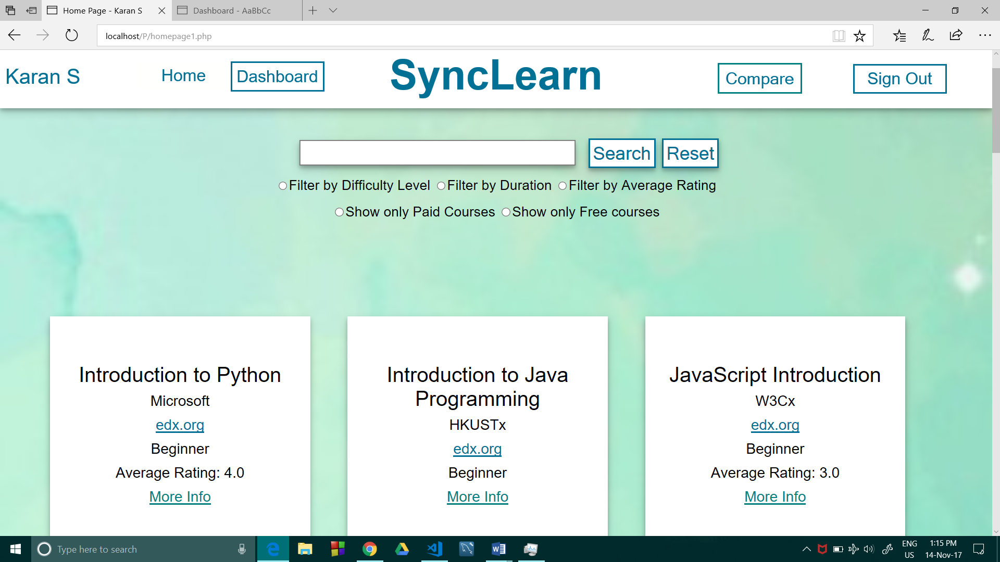 Home Page - Karan S
Dashboard - AaBbCc
localhost/P/homepage1.php
Karan S
Home
Dashboard
SyncLearn
Compare
Sign Out
Search
Reset
Filter by Difficulty Level
Filter by Duration
Filter by Average Rating
Show only Paid Courses
Show only Free courses
Introduction to Python
Microsoft
edx.org
Beginner
Average Rating: 4.0
More Info
Introduction to Java
Programming
HKUSTx
edx.org
Beginner
More Info
JavaScript Introduction
W3Cx
edx.org
Beginner
Average Rating: 3.0
More Info
Type here to search
ENG
US
1:15 PM
14-Nov-17